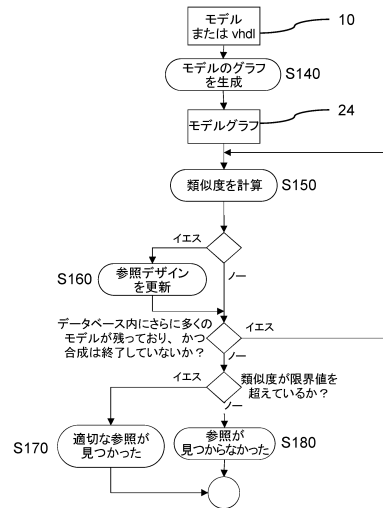 モデル
または vhdl
10
モデルのグラフ
を生成
S140
モデルグラフ
24
類似度を計算
S150
イエス
S160
参照デザイン
を更新
ノー
データベース内にさらに多くの
モデルが残っており、かつ
合成は終了していないか？
イエス
ノー
イエス
類似度が限界値を
超えているか？
ノー
S170
適切な参照が
見つかった
参照が
見つからなかった
S180